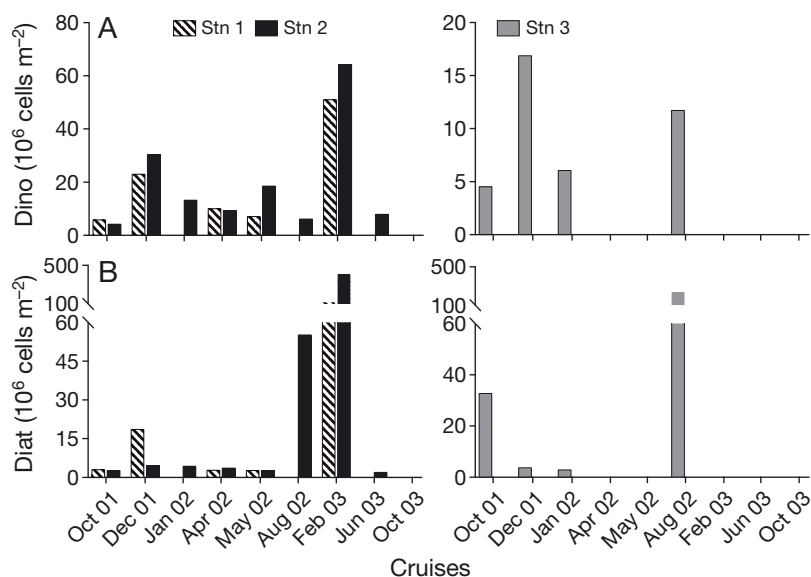 A
Stn 1
Stn 2
Stn 3
Dino (10⁶ cells m⁻²)
80
60
40
20
0
20
15
10
5
0
B
Diat (10⁶ cells m⁻²)
500
100
60
45
30
15
0
500
100
60
40
20
0
Oct 01
Dec 01
Jan 02
Apr 02
May 02
Aug 02
Feb 03
Jun 03
Oct 03
Oct 01
Dec 01
Jan 02
Apr 02
May 02
Aug 02
Feb 03
Jun 03
Oct 03
Cruises